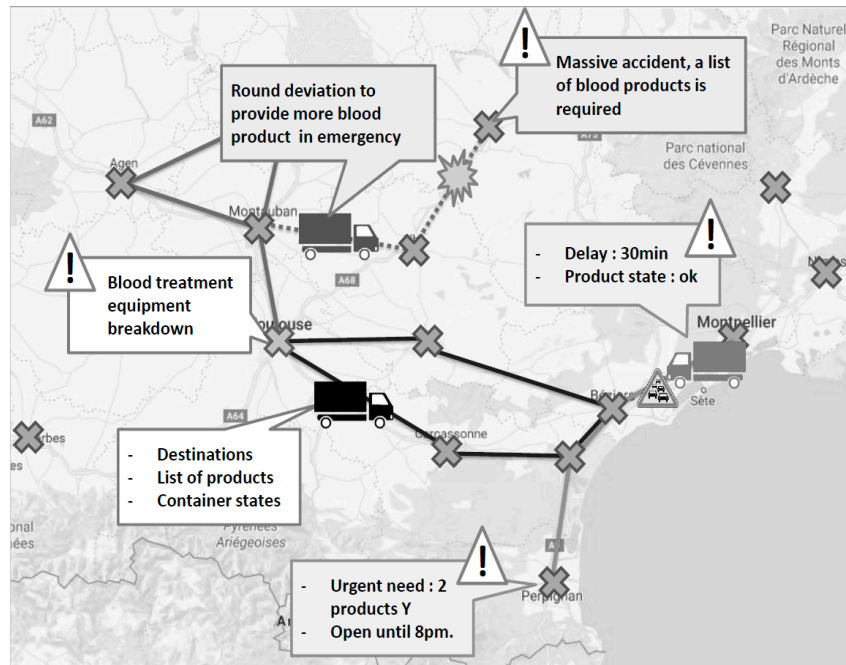 !
Massive accident, a list
of blood products is
required
Parc Naturel
Régional
des Monts
d'Ardèche
Round deviation to
provide more blood
product in emergency
A62
A75
Parc national
des Cévennes
Agen
Montauban
!
Blood treatment
equipment
breakdown
A68
!
- Delay : 30min
- Product state : ok
Montpellier
Béziers
Sète
A64
Carcassonne
- Destinations
- List of products
- Container states
Pyrénées
Ariégeoises
!
- Urgent need : 2
products Y
- Open until 8pm.
Perpignan